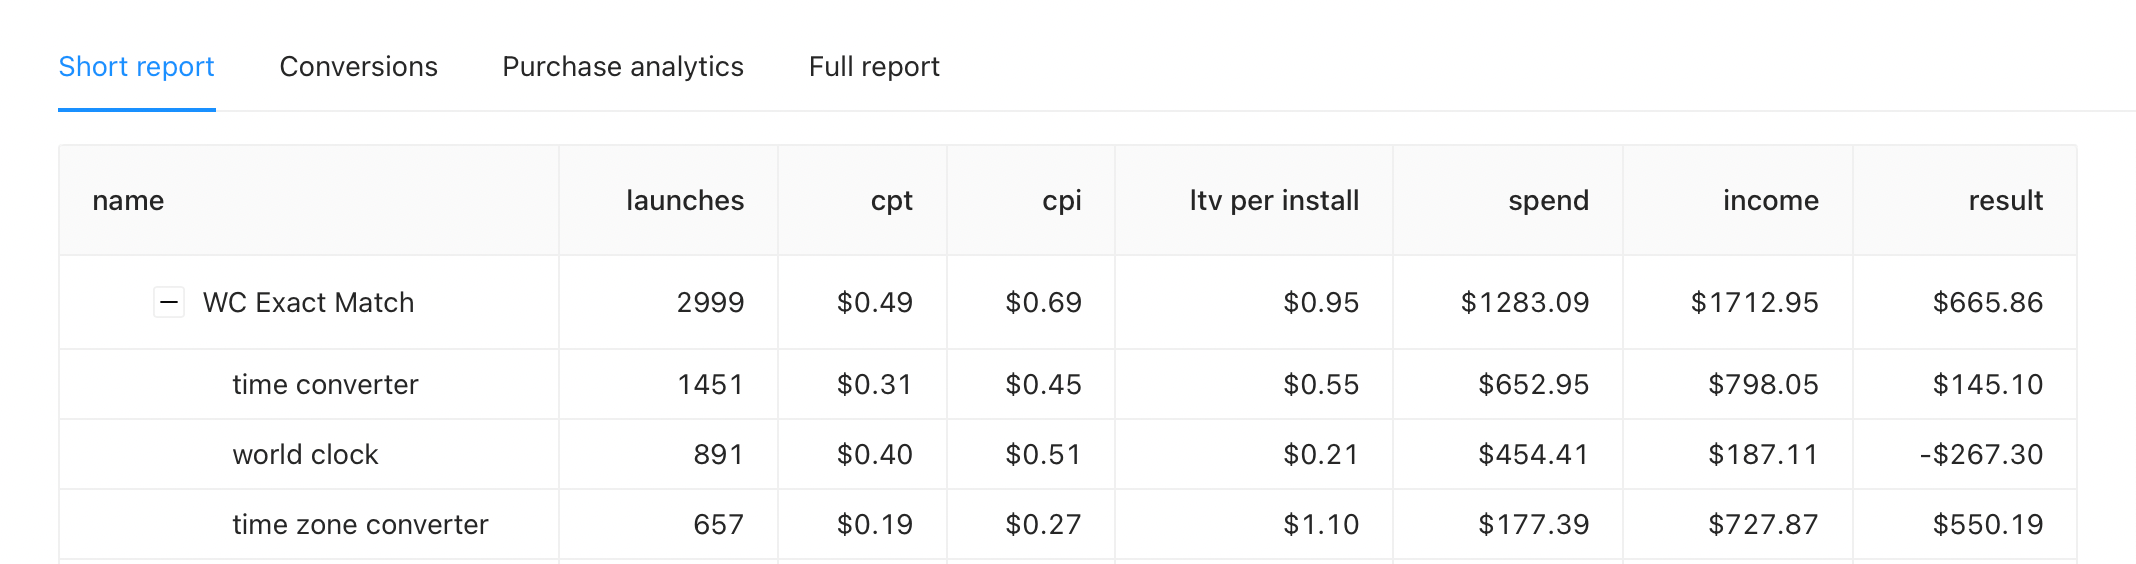 Short report Conversions Purchase analytics Full report
name launches cpt cpi ltv per install spend income result
WC Exact Match 2999 $0.49 $0.69 $0.95 $1283.09 $1712.95 $665.86
time converter 1451 $0.31 $0.45 $0.55 $652.95 $798.05 $145.10
world clock 891 $0.40 $0.51 $0.21 $454.41 $187.11 -$267.30
time zone converter 657 $0.19 $0.27 $1.10 $177.39 $727.87 $550.19